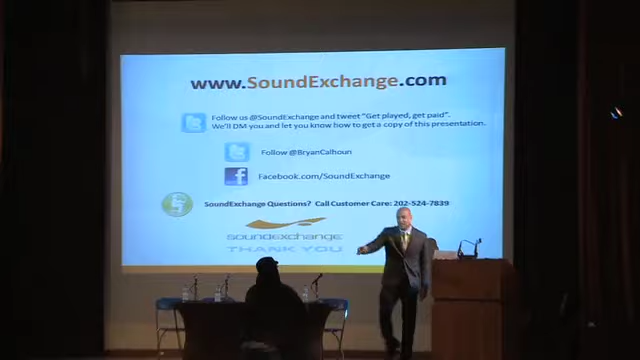 www.SoundExchange.com
Follow us @SoundExchange and tweet "Get played, get paid".
We'll DM you and let you know how to get a copy of this presentation.
Follow @BryanCalhoun
Facebook.com/SoundExchange
SoundExchange Questions? Call Customer Care: 202-524-7839
soundexchange
THANK YOU